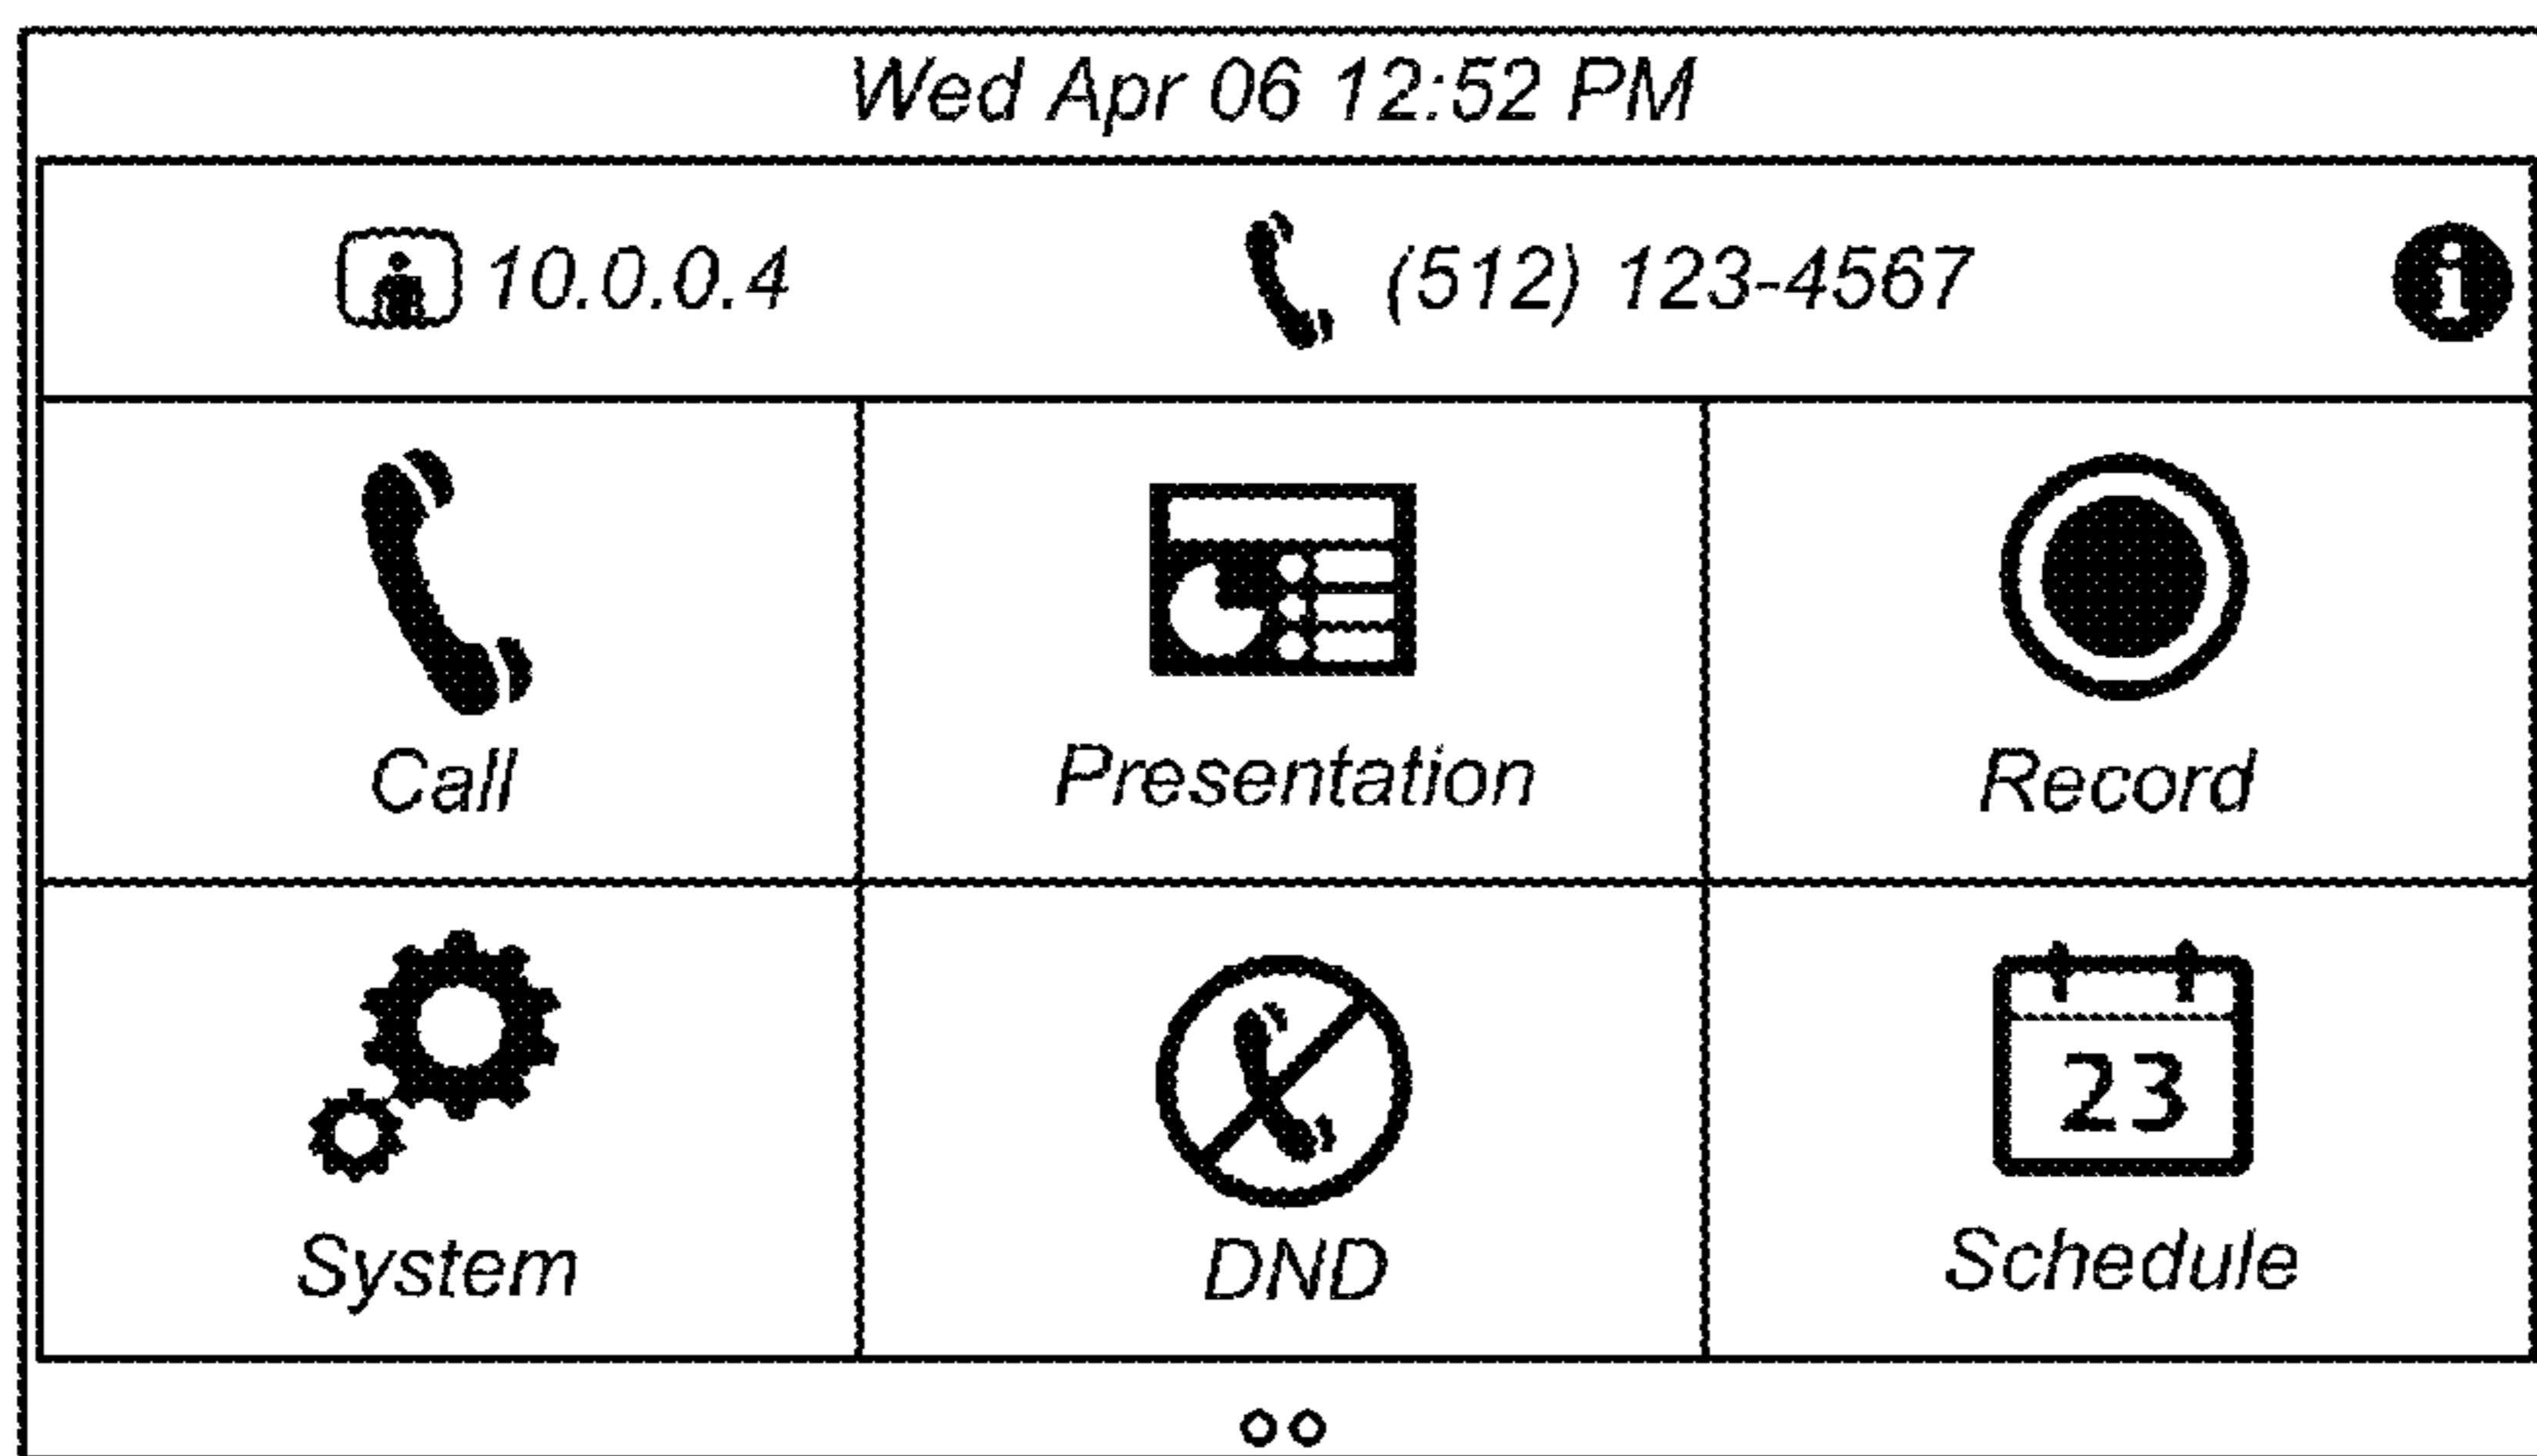 Wed Apr 06 12:52 PM
10.0.0.4 (512) 123-4567
Call Presentation Record
23
System DND Schedule